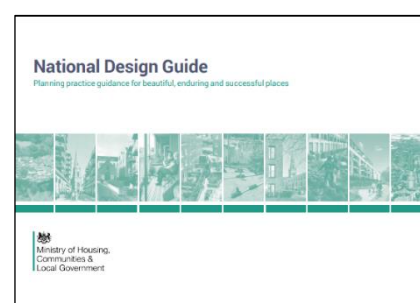 National Design Guide
Planning practice guidance for beautiful, enduring and successful places
Ministry of Housing,
Communities &
Local Government